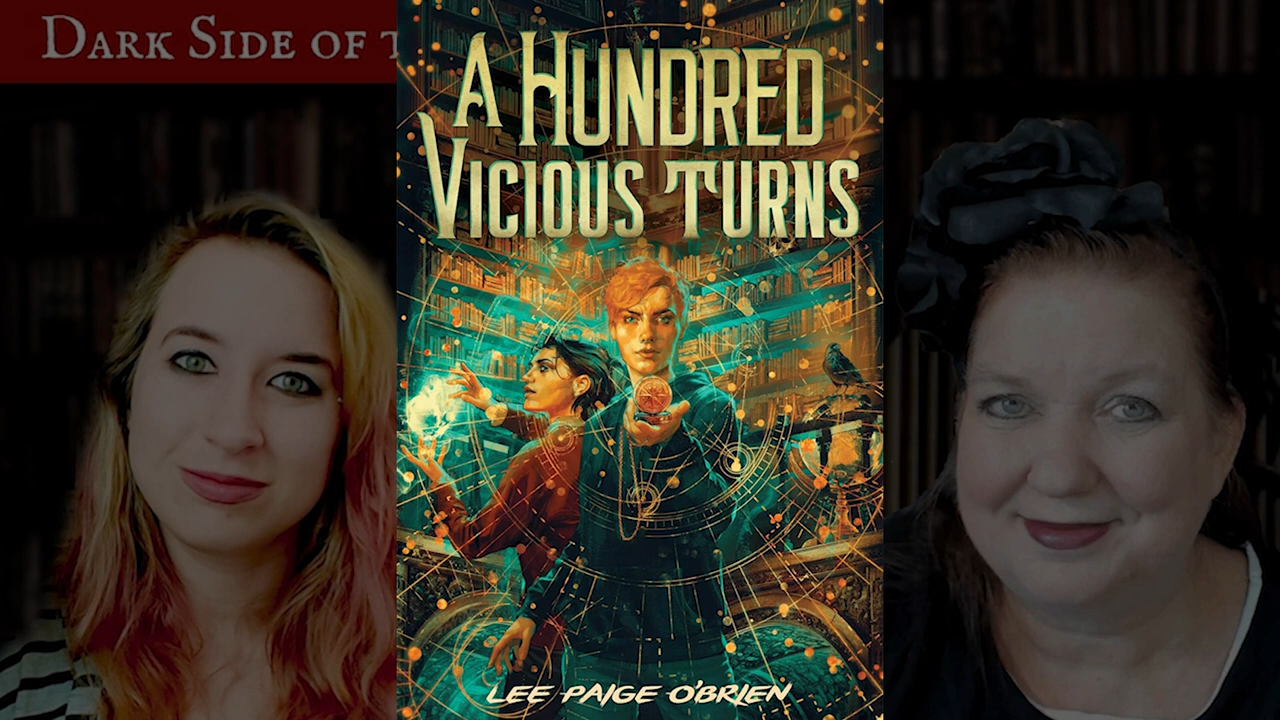 DARK SIDE OF
A HUNDRED
VICIOUS TURNS
LEE PAIGE O'BRIEN